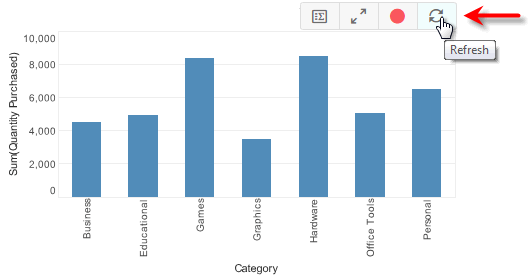 Refresh
10,000
8,000
6,000
4,000
2,000
0
Sum(Quantity Purchased)
Business
Educational
Games
Graphics
Hardware
Office Tools
Personal
Category